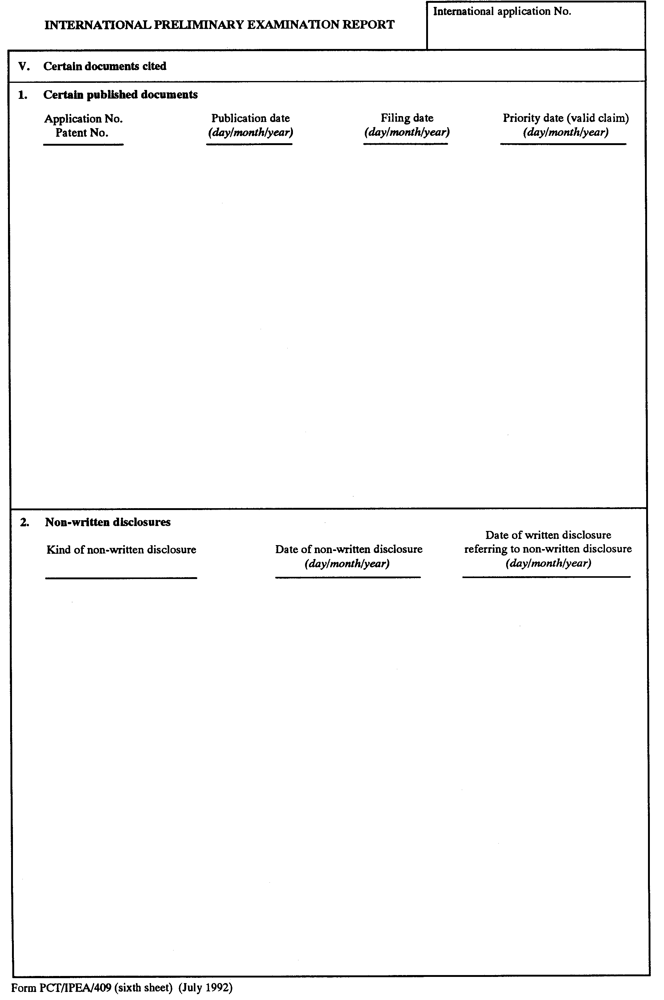 INTERNATIONAL PRELIMINARY EXAMINATION REPORT
International application No.
V. Certain documents cited
1. Certain published documents
Application No.
Patent No.
Publication date
(day/month/year)
Filing date
(day/month/year)
Priority date (valid claim)
(day/month/year)
2. Non-written disclosures
Kind of non-written disclosure
Date of non-written disclosure
(day/month/year)
Date of written disclosure
referring to non-written disclosure
(day/month/year)
Form PCT/IPEA/409 (sixth sheet) (July 1992)